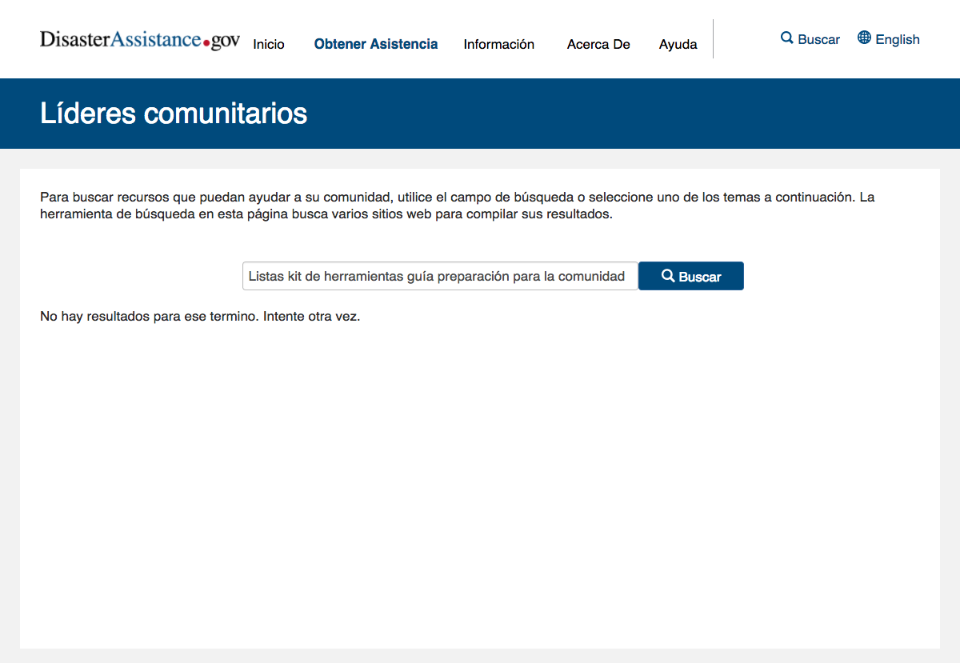 DisasterAssistance.gov
Inicio
Obtener Asistencia
Información
Acerca De
Ayuda
Buscar
English
Líderes comunitarios
Para buscar recursos que puedan ayudar a su comunidad, utilice el campo de búsqueda o seleccione uno de los temas a continuación. La
herramienta de búsqueda en esta página busca varios sitios web para compilar sus resultados.
Listas kit de herramientas guía preparación para la comunidad
Buscar
No hay resultados para ese termino. Intente otra vez.